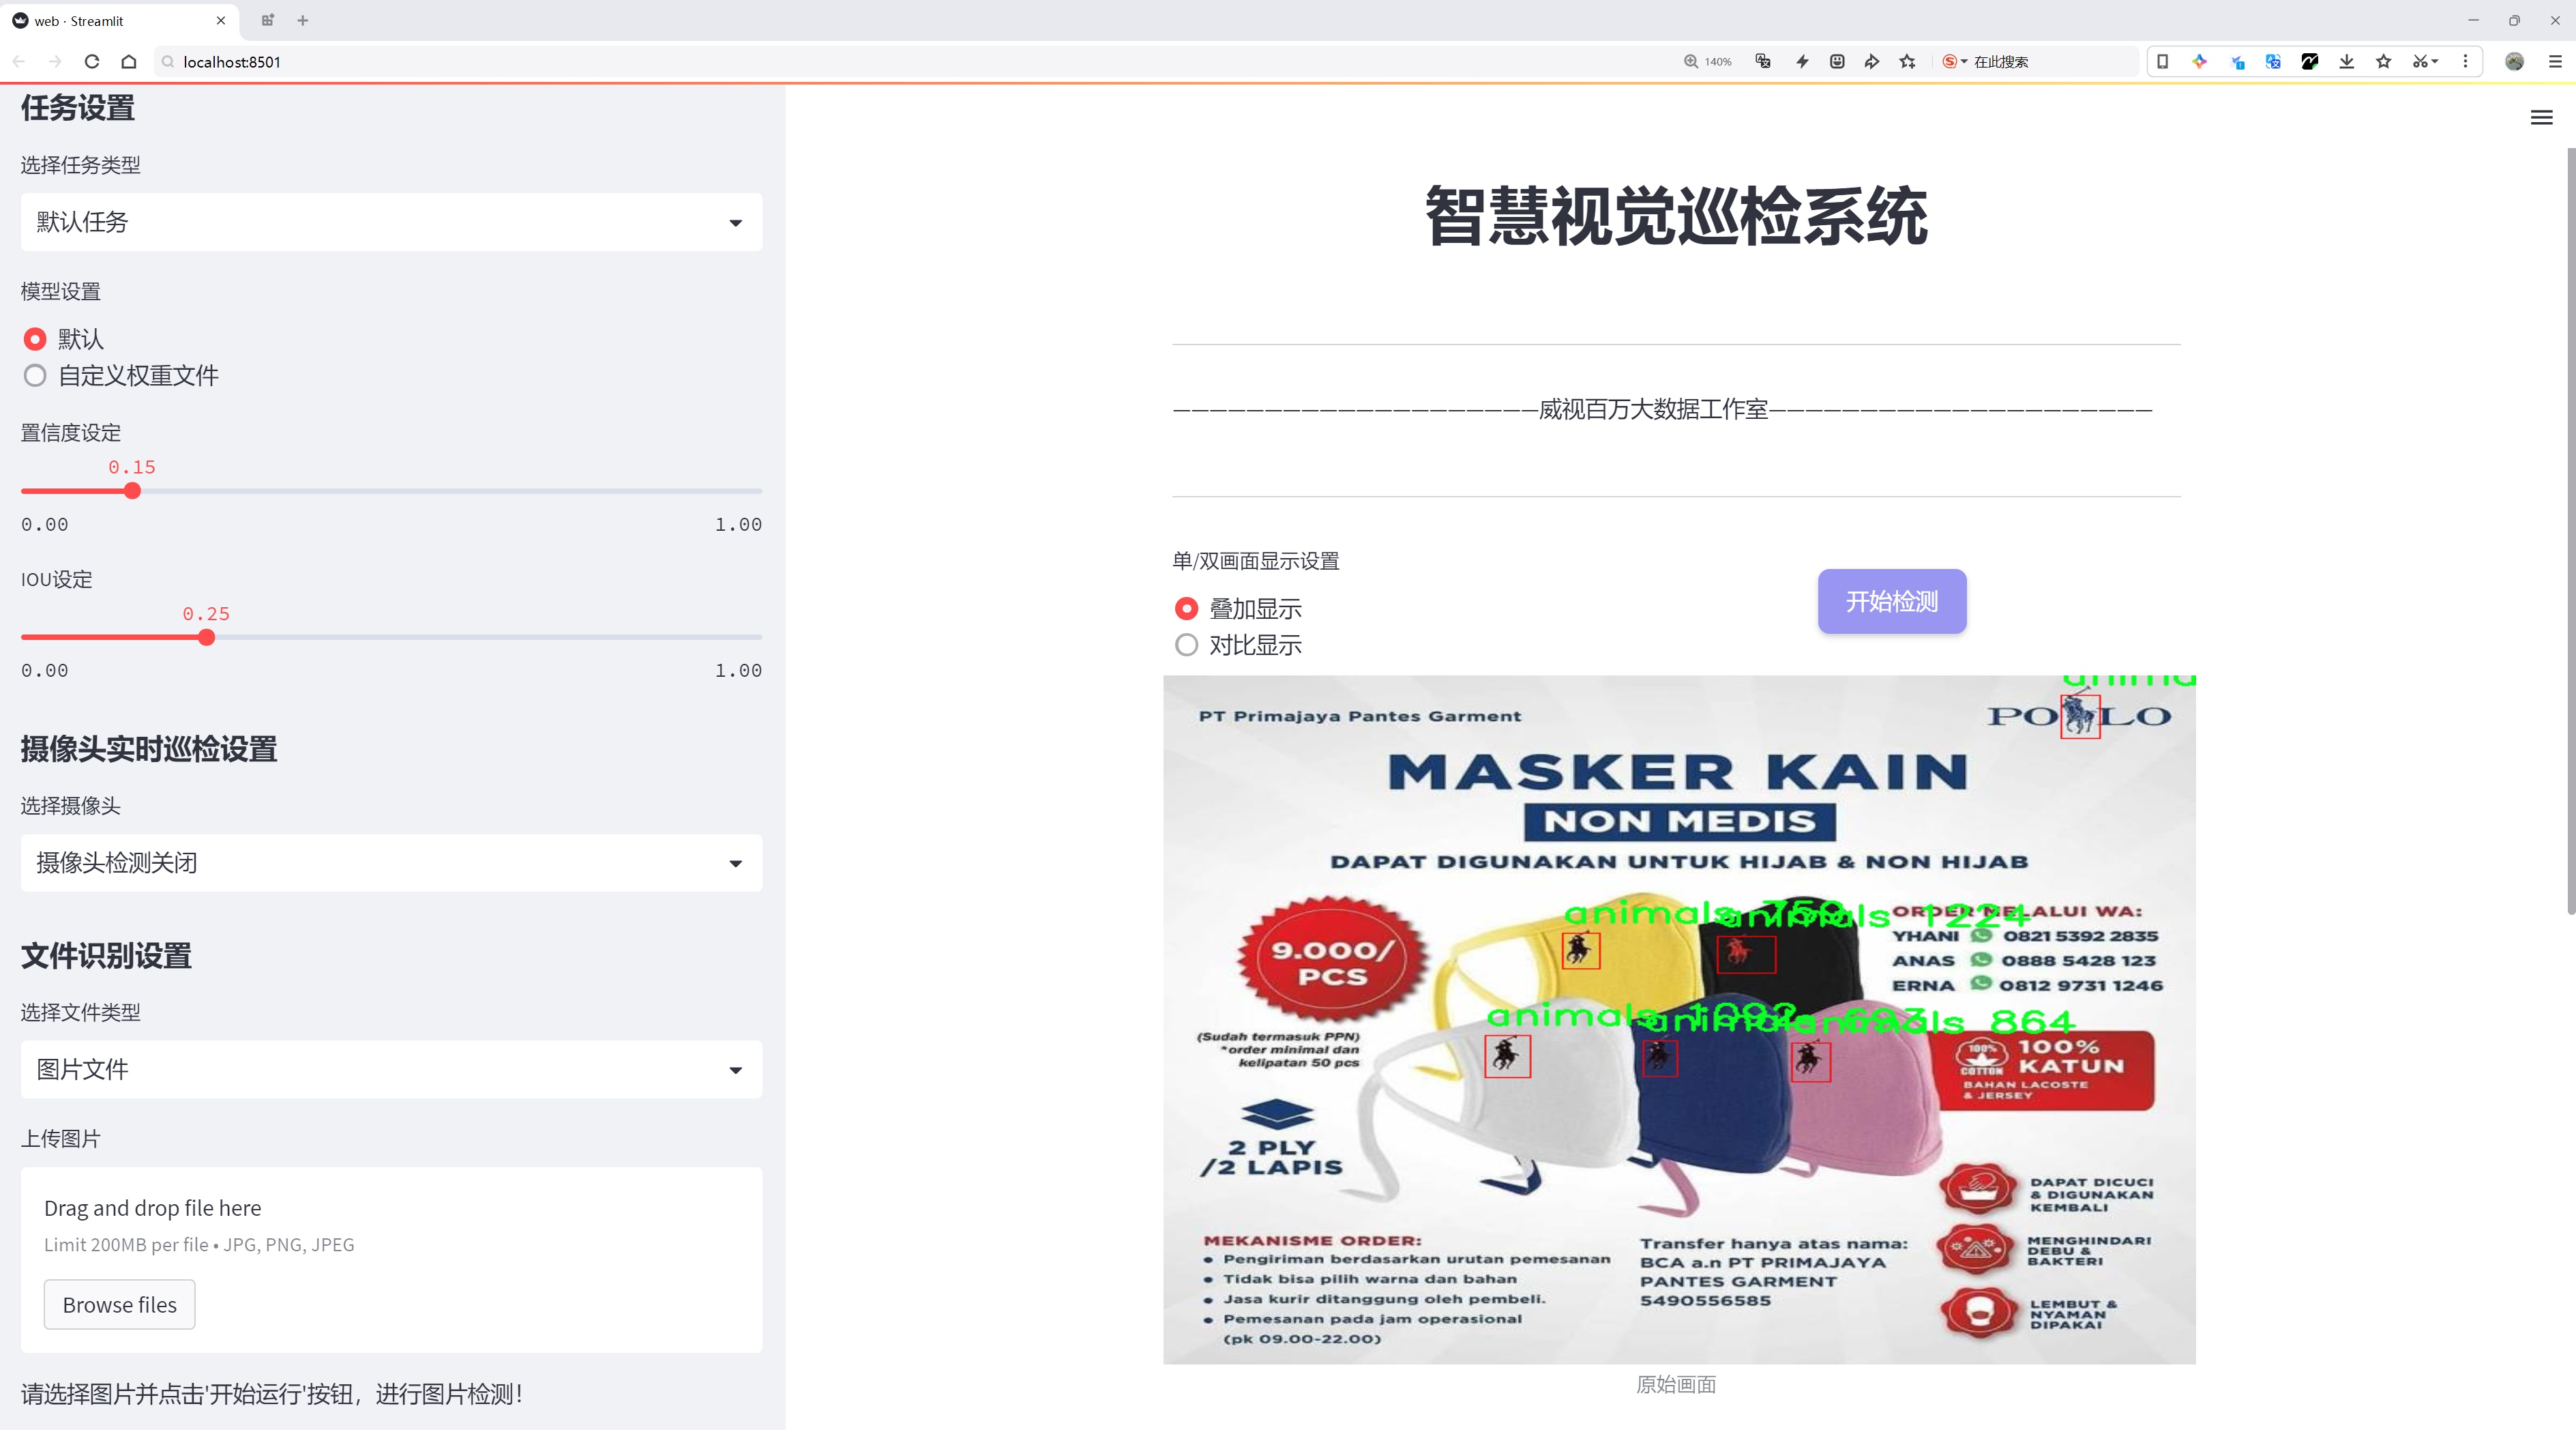 web · Streamlit
localhost:8501
140%
在此搜索
任务设置
选择任务类型
默认任务
模型设置
默认
自定义权重文件
置信度设定
0.15
0.00
1.00
IOU设定
0.25
0.00
1.00
摄像头实时巡检设置
选择摄像头
摄像头检测关闭
文件识别设置
选择文件类型
图片文件
上传图片
Drag and drop file here
Limit 200MB per file • JPG, PNG, JPEG
Browse files
请选择图片并点击'开始运行'按钮，进行图片检测！
智慧视觉巡检系统
————————————————————威视百万大数据工作室—————————————————————
单/双画面显示设置
叠加显示
对比显示
开始检测
PT Primajaya Pantes Garment
POLO
MASKER KAIN
NON MEDIS
DAPAT DIGUNAKAN UNTUK HIJAB & NON HIJAB
9.000/
PCS
(Sudah termasuk PPN)
*order minimal dan
kelipatan 50 pcs
2 PLY
/2 LAPIS
animals
animals 1224
animals
animals 864
ORDER MELALUI WA:
YHANI 0821 5392 2835
ANAS 0888 5428 123
ERNA 0812 9731 1246
100%
COTTON
100%
KATUN
BAHAN LACOSTE
& JERSEY
DAPAT DICUCI
& DIGUNAKAN
KEMBALI
MENGHINDARI
DEBU &
BAKTERI
LEMBUT &
NYAMAN
DIPAKAI
MEKANISME ORDER:
• Pengiriman berdasarkan urutan pemesanan
• Tidak bisa pilih warna dan bahan
• Jasa kurir ditanggung oleh pembeli.
• Pemesanan pada jam operasional
(pk 09.00-22.00)
Transfer hanya atas nama:
BCA a.n PT PRIMAJAYA
PANTES GARMENT
5490556585
原始画面